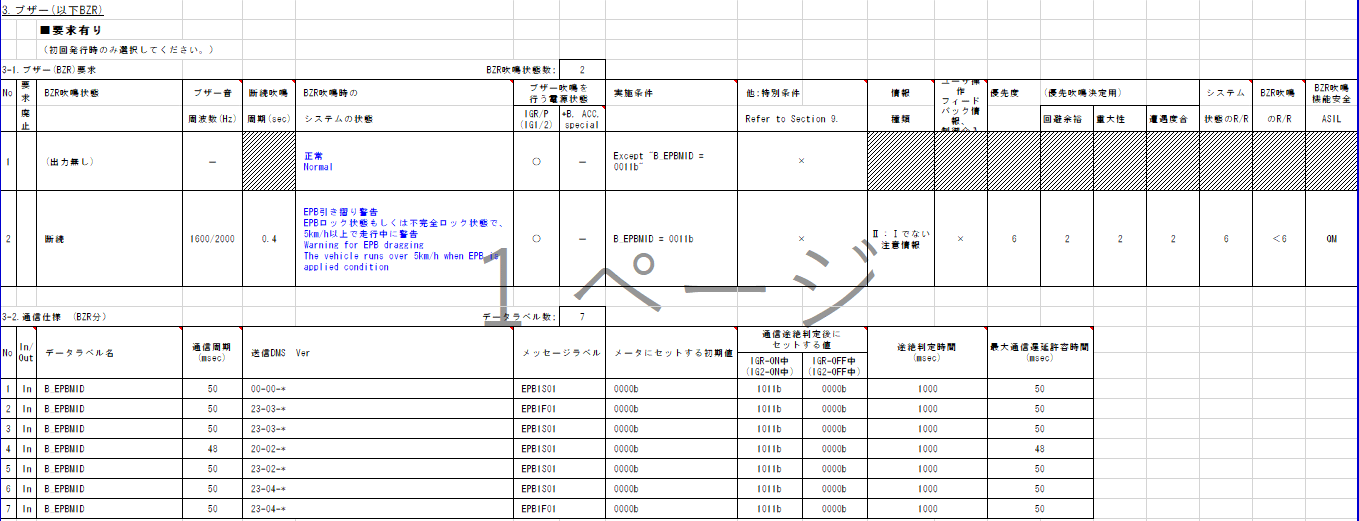 3. ブザー(以下BZR)
■要求有り
(初回発行時のみ選択してください。)
3-1.ブザー(BZR)要求 BZR吹鳴状態数: 2
No 要求 BZR吹鳴状態 ブザー音 断続吹鳴 BZR吹鳴時の ブザー吹鳴を行う電源状態 実施条件 他:特別条件 情報 優先度 (優先吹鳴決定用) システム BZR吹鳴 BZR吹鳴機能安全
廃止 周波数(Hz) 周期(sec) システムの状態 IGR/P (IG1/2) +B, ACC, special Refer to Section 9. 種類 作フィードバック情報、 回避余裕 重大性 遭遇度合 状態のR/R のR/R ASIL
1 (出力無し) － 正常
Normal ○ － Except "B_EPBMID =
0011b" ×
2 断続 1600/2000 0.4 EPB引き摺り警告
EPBロック状態もしくは不完全ロック状態で、
5km/h以上で走行中に警告
Warning for EPB dragging
The vehicle runs over 5km/h when EPB is
applied condition ○ － B_EPBMID = 0011b × Ⅱ:Ⅰでない
注意情報 × 6 2 2 2 6 <6 QM
1 ページ
3-2.通信仕様 (BZR分) データラベル数: 7
No In/Out データラベル名 通信周期(msec) 送信DMS Ver メッセージラベル メータにセットする初期値 通信途絶判定後にセットする値 途絶判定時間(msec) 最大通信遅延許容時間(msec)
IGR-ON中 (IG2-ON中) IGR-OFF中 (IG2-OFF中)
1 In B_EPBMID 50 00-00-* EPB1S01 0000b 1011b 0000b 1000 50
2 In B_EPBMID 50 23-03-* EPB1F01 0000b 1011b 0000b 1000 50
3 In B_EPBMID 50 23-03-* EPB1S01 0000b 1011b 0000b 1000 50
4 In B_EPBMID 48 20-02-* EPB1S01 0000b 1011b 0000b 1000 48
5 In B_EPBMID 50 23-02-* EPB1S01 0000b 1011b 0000b 1000 50
6 In B_EPBMID 50 23-04-* EPB1S01 0000b 1011b 0000b 1000 50
7 In B_EPBMID 50 23-04-* EPB1F01 0000b 1011b 0000b 1000 50